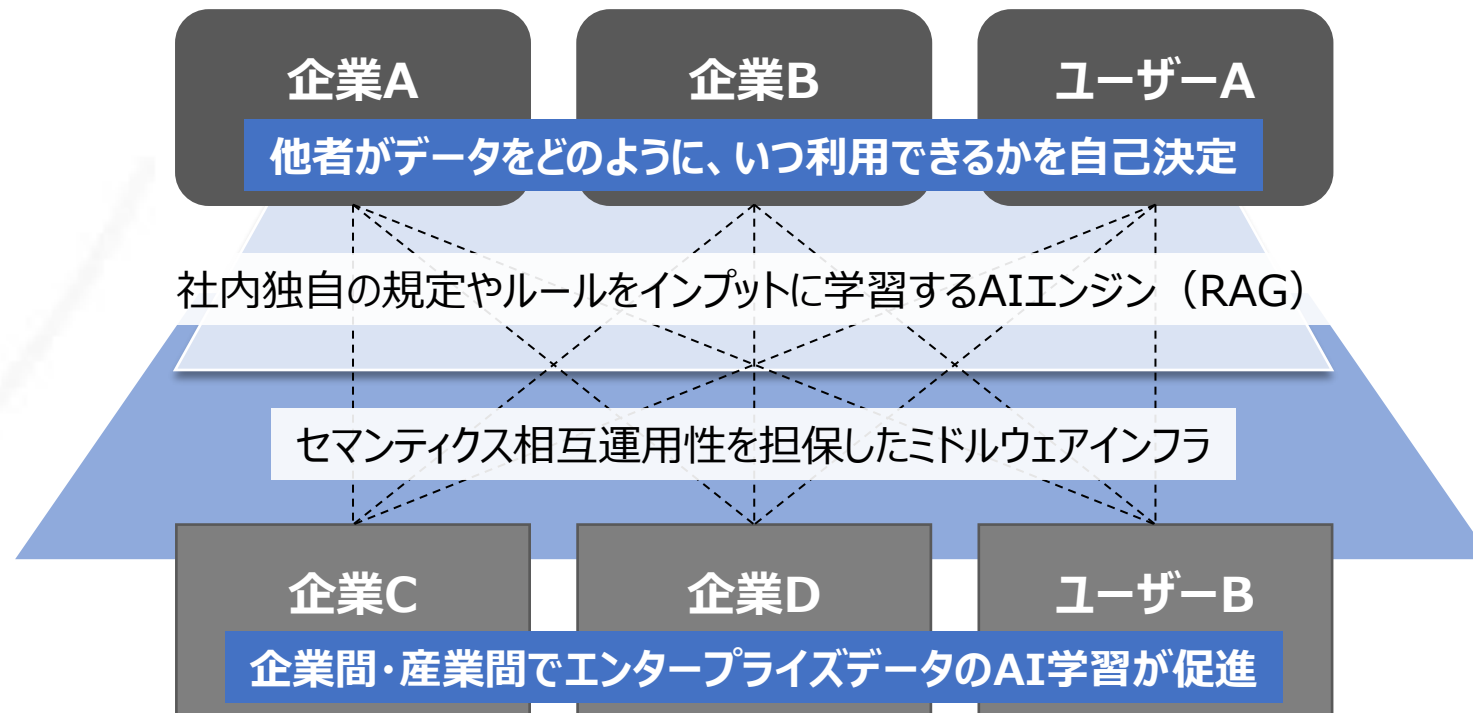 企業A
企業B
ユーザーA
他者がデータをどのように、いつ利用できるかを自己決定
社内独自の規定やルールをインプットに学習するAIエンジン（RAG）
セマンティクス相互運用性を担保したミドルウェアインフラ
企業C
企業D
ユーザーB
企業間・産業間でエンタープライズデータのAI学習が促進